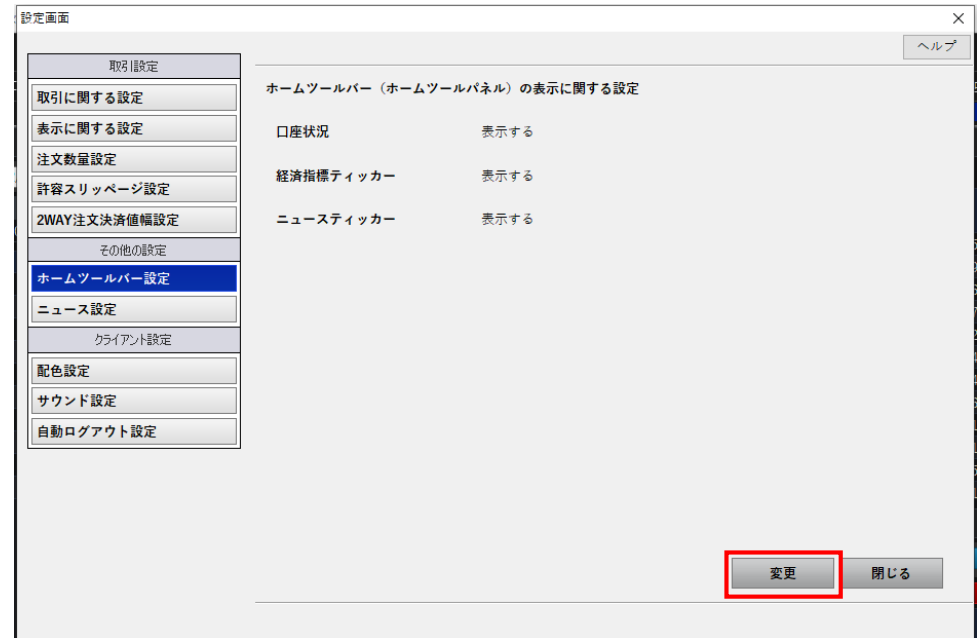 設定画面
ヘルプ
取引設定
取引に関する設定
表示に関する設定
注文数量設定
許容スリッページ設定
2WAY注文決済値幅設定
その他の設定
ホームツールバー設定
ニュース設定
クライアント設定
配色設定
サウンド設定
自動ログアウト設定
ホームツールバー（ホームツールパネル）の表示に関する設定
口座状況 表示する
経済指標ティッカー 表示する
ニュースティッカー 表示する
変更 閉じる